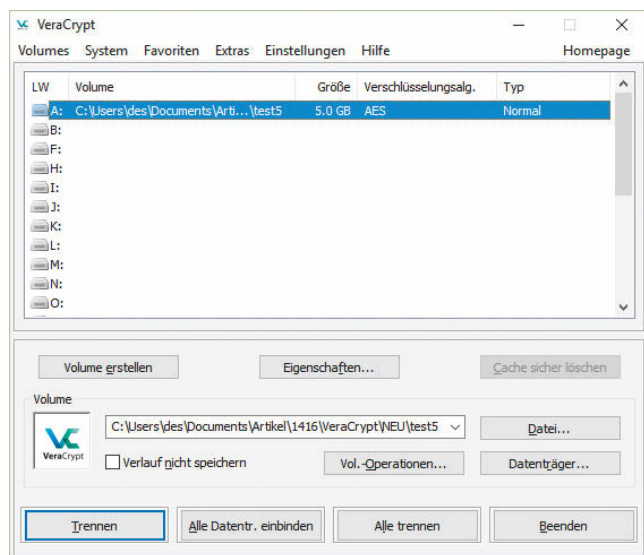 VeraCrypt
Volumes System Favoriten Extras Einstellungen Hilfe Homepage
LW Volume Größe Verschlüsselungsalg. Typ
A: C:\Users\des\Documents\Arti...\test5 5.0 GB AES Normal
B:
F:
H:
I:
J:
K:
L:
M:
N:
O:
Volume erstellen Eigenschaften... Cache sicher löschen
Volume
C:\Users\des\Documents\Artikel\1416\VeraCrypt\NEU\test5 Datei...
VeraCrypt
Verlauf nicht speichern Vol.-Operationen... Datenträger...
Trennen Alle Datentr. einbinden Alle trennen Beenden